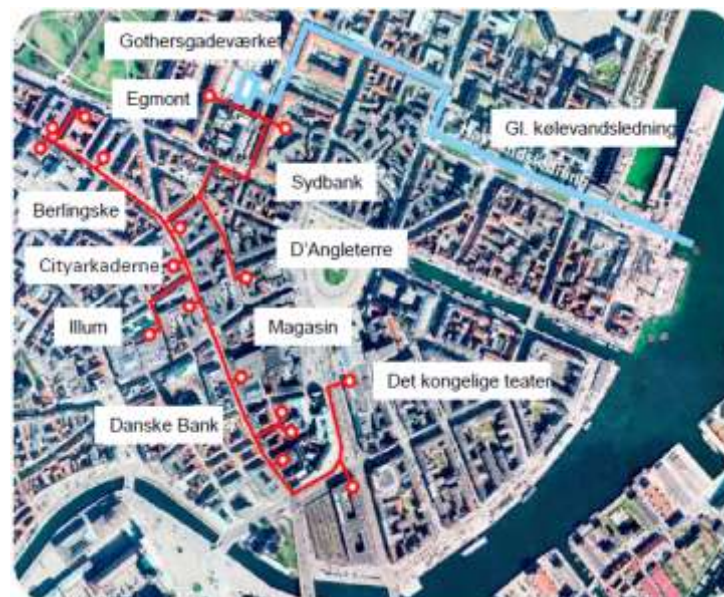 Gothersgadeværket
Egmont
Gl. kølevandsledning
Sydbank
Berlingske
D'Angleterre
Cityarkaderne
Illum
Magasin
Det kongelige teater
Danske Bank